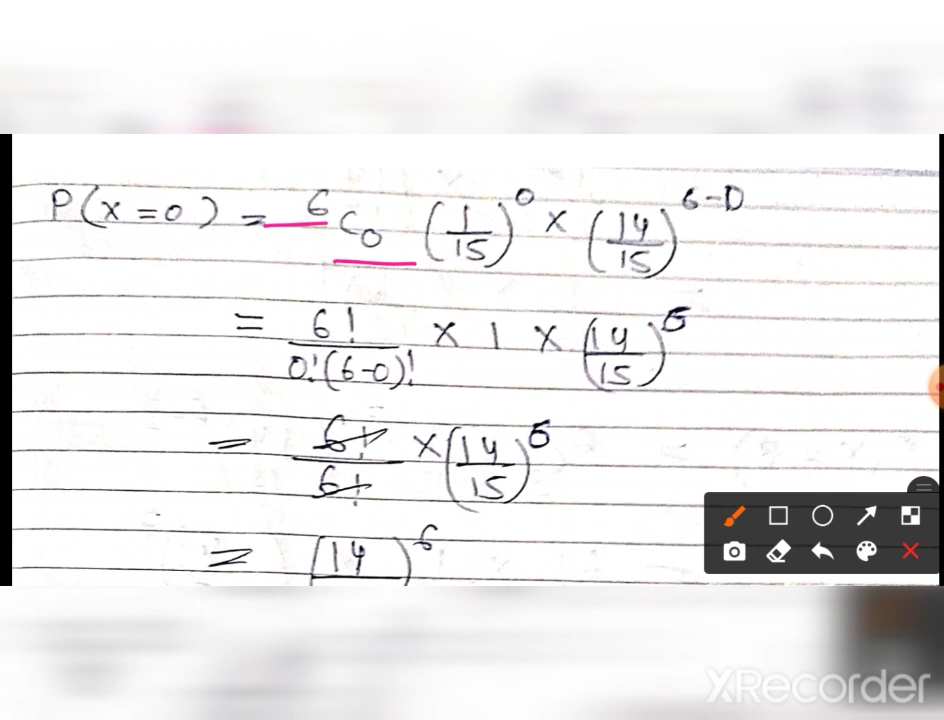 P(x=0) = 6C0 (1/15)^0 × (14/15)^6-0
= 6!/0!(6-0)! × 1 × (14/15)^6
= 6!/6! × (14/15)^6
= (14)^6
XRecorder